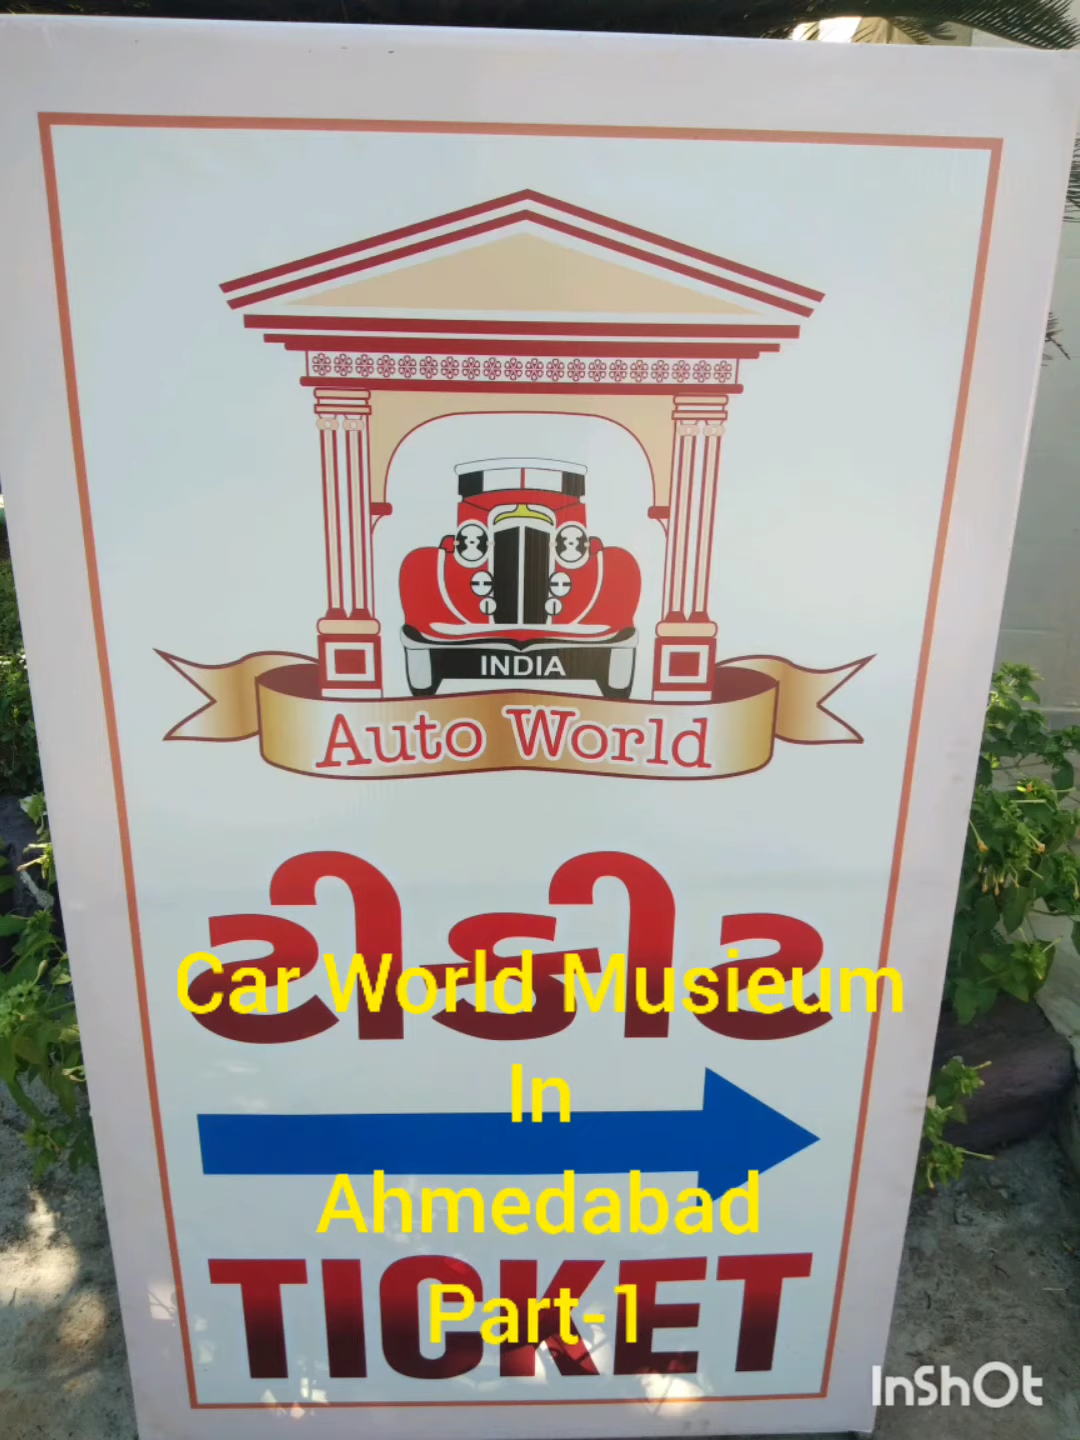 INDIA
Auto World
ટીકીટ
Car World Musieum
In
Ahmedabad
TICKET
Part-1
InShOt